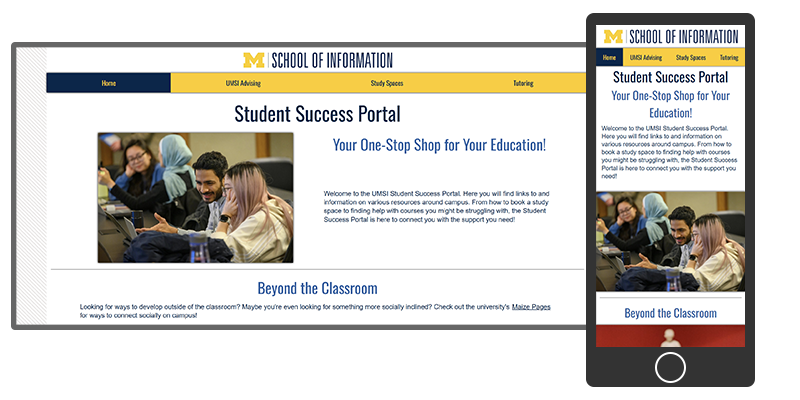 M SCHOOL OF INFORMATION
Home UMSI Advising Study Spaces Tutoring
Student Success Portal
Your One-Stop Shop for Your Education!
Welcome to the UMSI Student Success Portal. Here you will find links to and
information on various resources around campus. From how to book a study
space to finding help with courses you might be struggling with, the Student
Success Portal is here to connect you with the support you need!
Beyond the Classroom
Looking for ways to develop outside of the classroom? Maybe you're even looking for something more socially inclined? Check out the university's Maize Pages
for ways to connect socially on campus!
M SCHOOL OF INFORMATION
Home UMSI Advising Study Spaces Tutoring
Student Success Portal
Your One-Stop Shop for Your
Education!
Welcome to the UMSI Student Success Portal.
Here you will find links to and information on
various resources around campus. From how to
book a study space to finding help with courses
you might be struggling with, the Student Success
Portal is here to connect you with the support you
need!
Beyond the Classroom